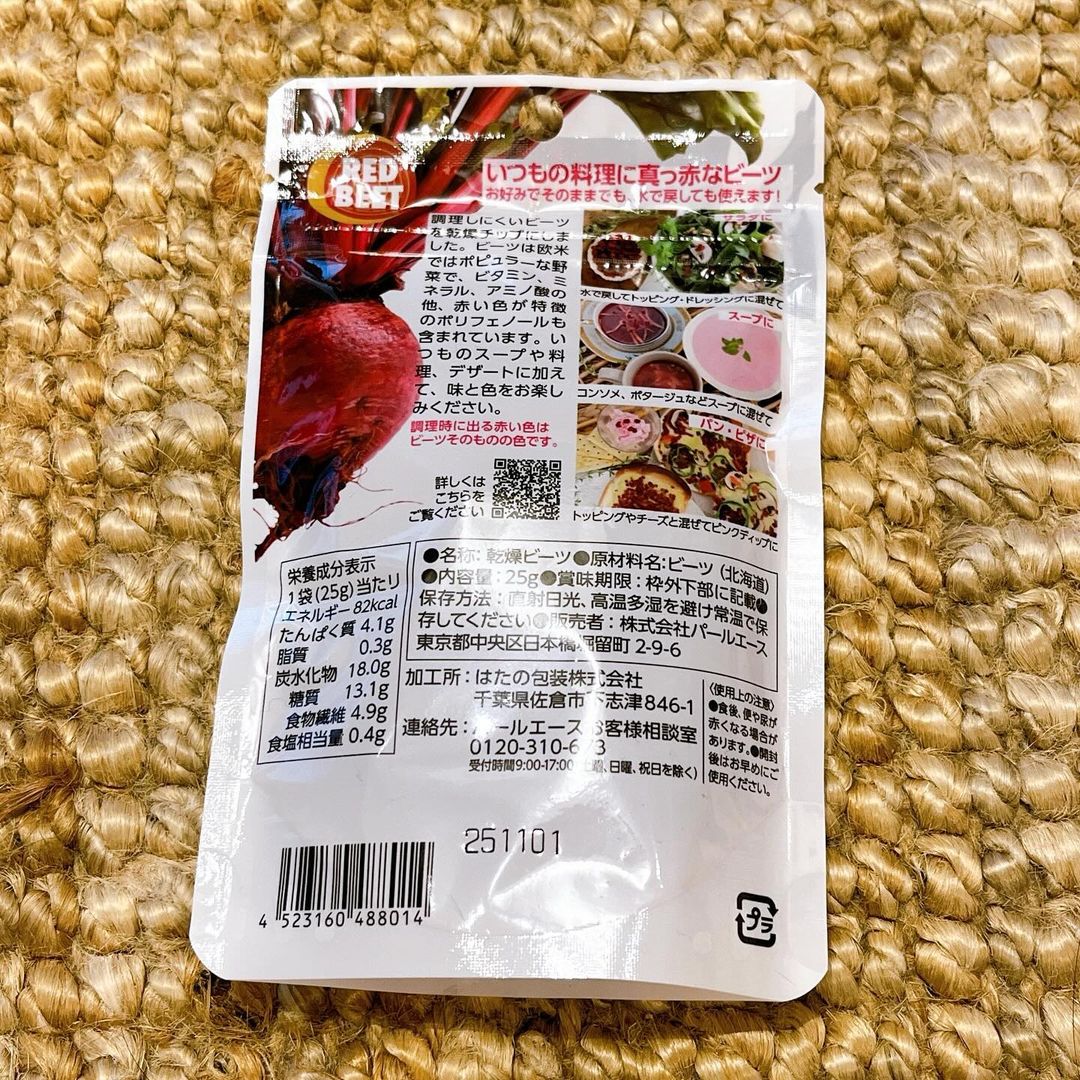 RED
BEET
いつもの料理に真っ赤なビーツ
お好みでそのままでも、水で戻しても使えます!
調理しにくいビーツ
を乾燥チップにしま
した。ビーツは欧米
ではポピュラーな野
菜で、ビタミン、ミ
ネラル、アミノ酸の
他、赤い色が特徴
のポリフェノールも
含まれています。い
つものスープや料
理、デザートに加え
て、味と色をお楽し
みください。
調理時に出る赤い色は
ビーツそのものの色です。
詳しくは
こちらを
ご覧ください
サラダに
水で戻してトッピング・ドレッシングに混ぜて
スープに
コンソメ、ポタージュなどスープに混ぜて
パン・ピザに
トッピングやチーズと混ぜてピンクディップに
栄養成分表示
1袋(25g)当たり
エネルギー 82kcal
たんぱく質 4.1g
脂質 0.3g
炭水化物 18.0g
糖質 13.1g
食物繊維 4.9g
食塩相当量 0.4g
●名称:乾燥ビーツ●原材料名:ビーツ(北海道)
●内容量:25g●賞味期限:枠外下部に記載●
保存方法:直射日光、高温多湿を避け常温で保
存してください●販売者:株式会社パールエース
東京都中央区日本橋堀留町2-9-6
加工所:はたの包装株式会社
千葉県佐倉市下志津846-1
連絡先:パールエースお客様相談室
0120-310-6
受付時間9:00-17:00(土曜、日曜、祝日を除く)
〈使用上の注意〉
●食後、便や尿が
赤くなる場合が
あります。●開封
後はお早めにご
使用ください。
251101
4 523160 488014
プラ